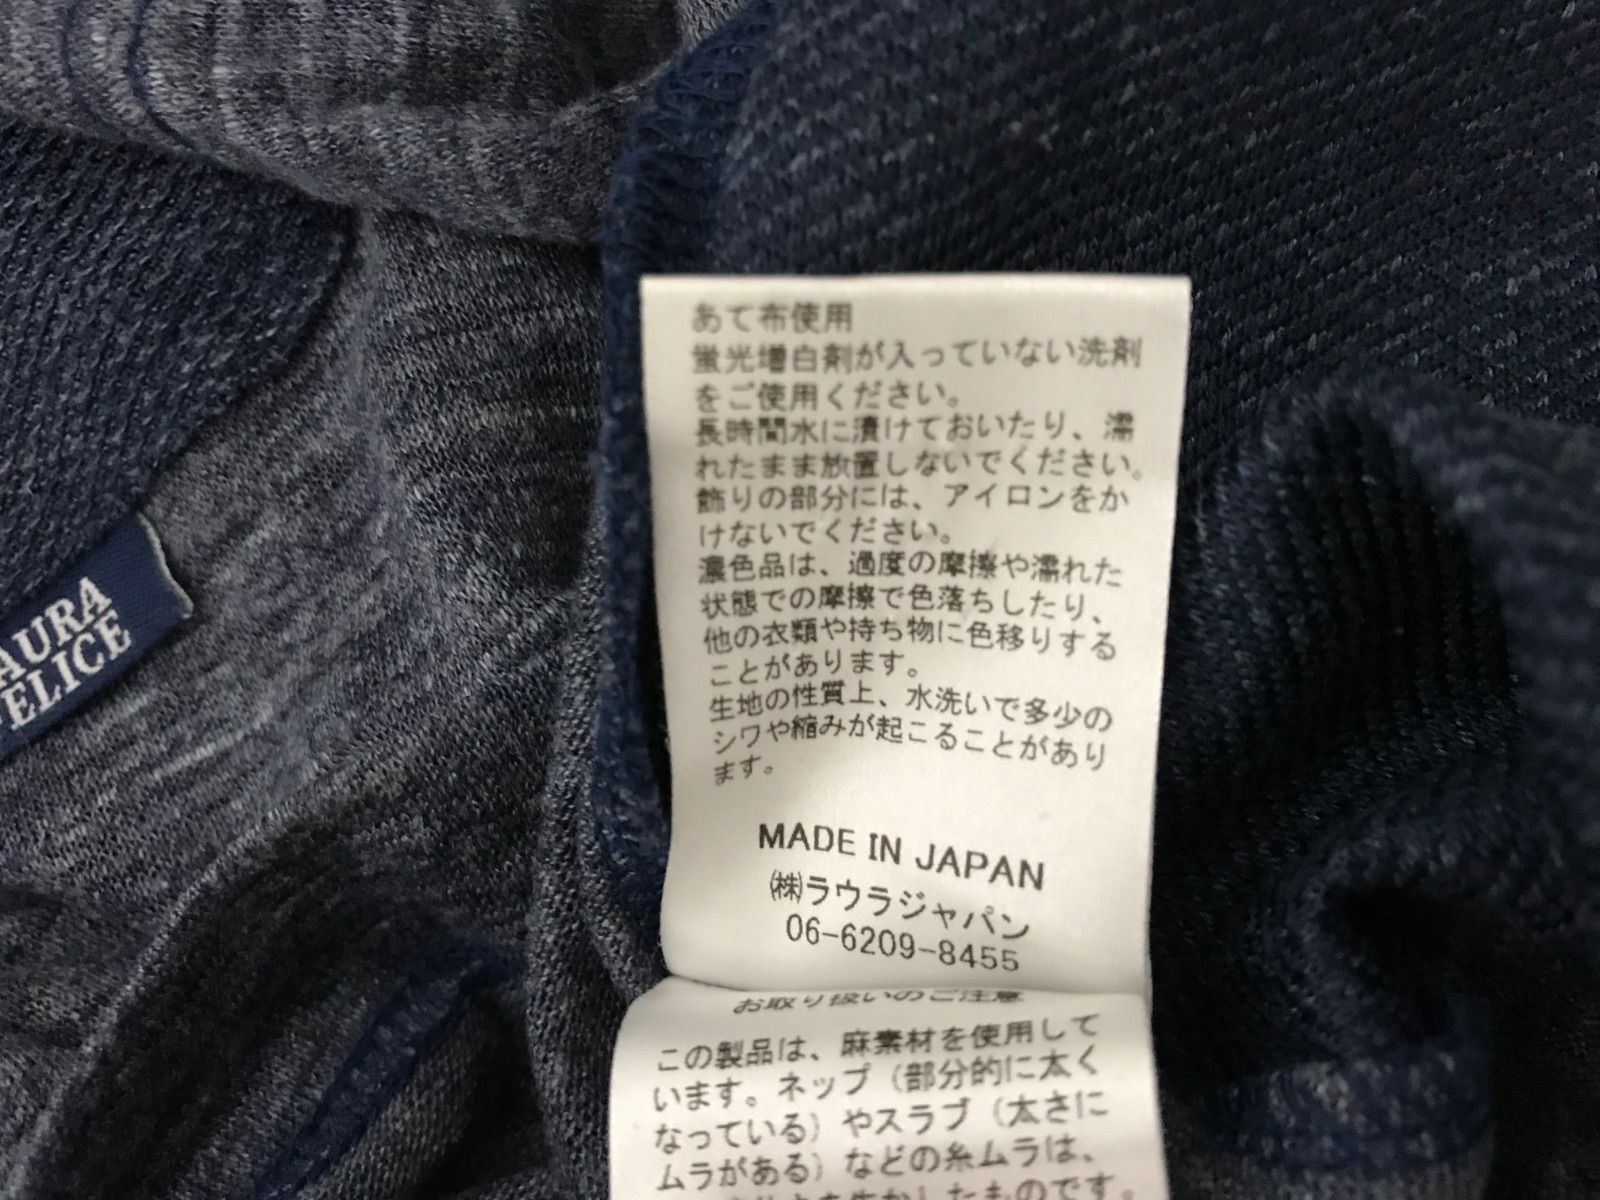 あて布使用
蛍光増白剤が入っていない洗剤
をご使用ください。
長時間水に漬けておいたり、濡
れたまま放置しないでください。
飾りの部分には、アイロンをか
けないでください。
濃色品は、過度の摩擦や濡れた
状態での摩擦で色落ちしたり、
他の衣類や持ち物に色移りする
ことがあります。
生地の性質上、水洗いで多少の
シワや縮みが起こることがあり
ます。
MADE IN JAPAN
㈱ラウラジャパン
06-6209-8455
お取り扱いのご注意
この製品は、麻素材を使用して
います。ネップ（部分的に太く
なっている）やスラブ（太さに
ムラがある）などの糸ムラは、
を生かしたものです。
AURA
ELICE